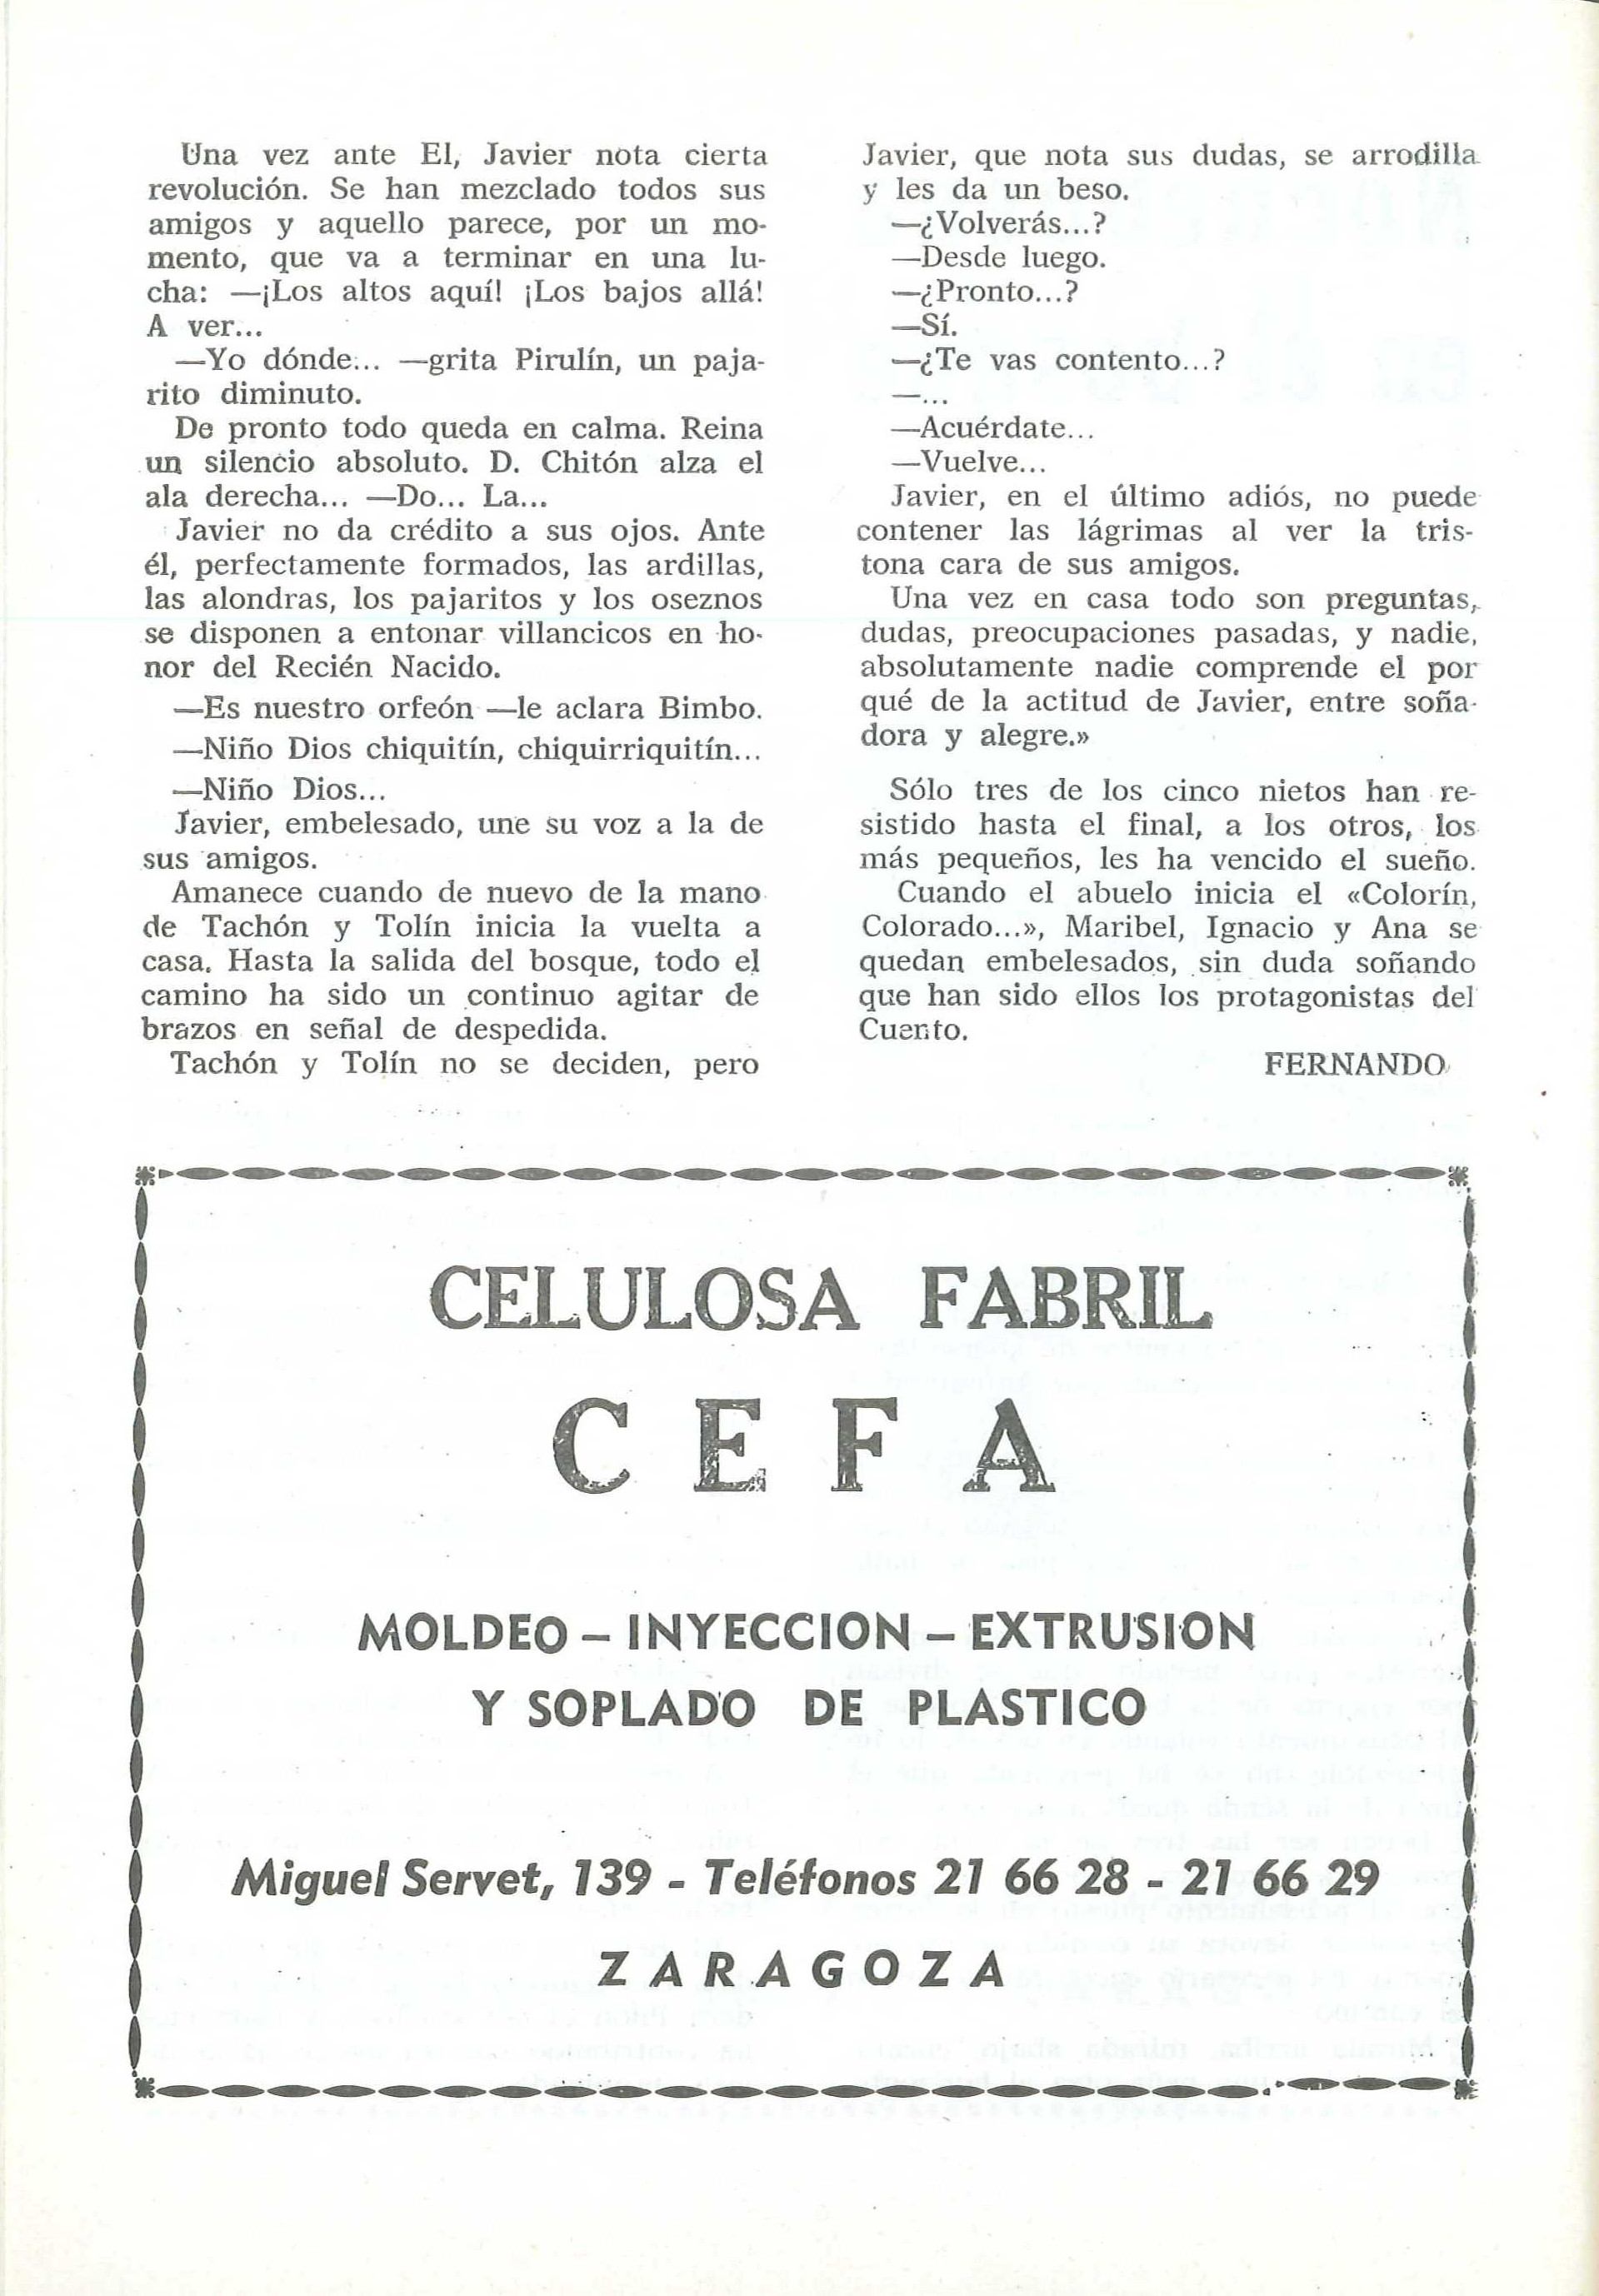 Una vez ante El, Javier nota cierta
revolución. Se han mezclado todos sus
amigos y aquello parece, por un mo-
mento, que va a terminar en una lu-
cha: —¡Los altos aquí! ¡Los bajos allá!
A ver...
—Yo dónde... —grita Pirulín, un paja-
rito diminuto.
De pronto todo queda en calma. Reina
un silencio absoluto. D. Chitón alza el
ala derecha... —Do... La...
Javier no da crédito a sus ojos. Ante
él, perfectamente formados, las ardillas,
las alondras, los pajaritos y los oseznos
se disponen a entonar villancicos en ho-
nor del Recién Nacido.
—Es nuestro orfeón —le aclara Bimbo.
—Niño Dios chiquitín, chiquirriquitín...
—Niño Dios...
Javier, embelesado, une su voz a la de
sus amigos.
Amanece cuando de nuevo de la mano
de Tachón y Tolín inicia la vuelta a
casa. Hasta la salida del bosque, todo el
camino ha sido un continuo agitar de
brazos en señal de despedida.
Tachón y Tolín no se deciden, pero
Javier, que nota sus dudas, se arrodilla
y les da un beso.
—¿Volverás...?
—Desde luego.
—¿Pronto...?
—Sí.
—¿Te vas contento...?
—...
—Acuérdate...
—Vuelve...
Javier, en el último adiós, no puede
contener las lágrimas al ver la tris-
tona cara de sus amigos.
Una vez en casa todo son preguntas,
dudas, preocupaciones pasadas, y nadie,
absolutamente nadie comprende el por
qué de la actitud de Javier, entre soña-
dora y alegre.»
Sólo tres de los cinco nietos han re-
sistido hasta el final, a los otros, los
más pequeños, les ha vencido el sueño.
Cuando el abuelo inicia el «Colorín,
Colorado...», Maribel, Ignacio y Ana se
quedan embelesados, sin duda soñando
que han sido ellos los protagonistas del
Cuento.
FERNANDO
CELULOSA FABRIL
C E F A
MOLDEO – INYECCION – EXTRUSION
Y SOPLADO DE PLASTICO
Miguel Servet, 139 - Teléfonos 21 66 28 - 21 66 29
ZARAGOZA